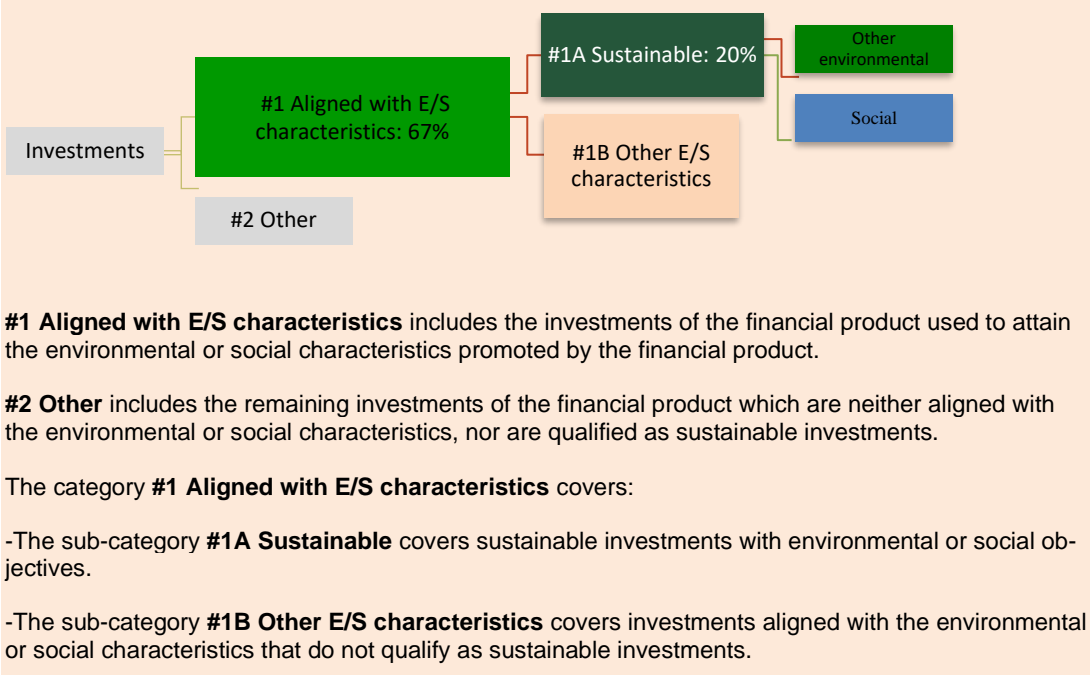 Investments
#1 Aligned with E/S
characteristics: 67%
#2 Other
#1A Sustainable: 20%
#1B Other E/S
characteristics
Other
environmental
Social
#1 Aligned with E/S characteristics includes the investments of the financial product used to attain
the environmental or social characteristics promoted by the financial product.
#2 Other includes the remaining investments of the financial product which are neither aligned with
the environmental or social characteristics, nor are qualified as sustainable investments.
The category #1 Aligned with E/S characteristics covers:
-The sub-category #1A Sustainable covers sustainable investments with environmental or social ob-
jectives.
-The sub-category #1B Other E/S characteristics covers investments aligned with the environmental
or social characteristics that do not qualify as sustainable investments.